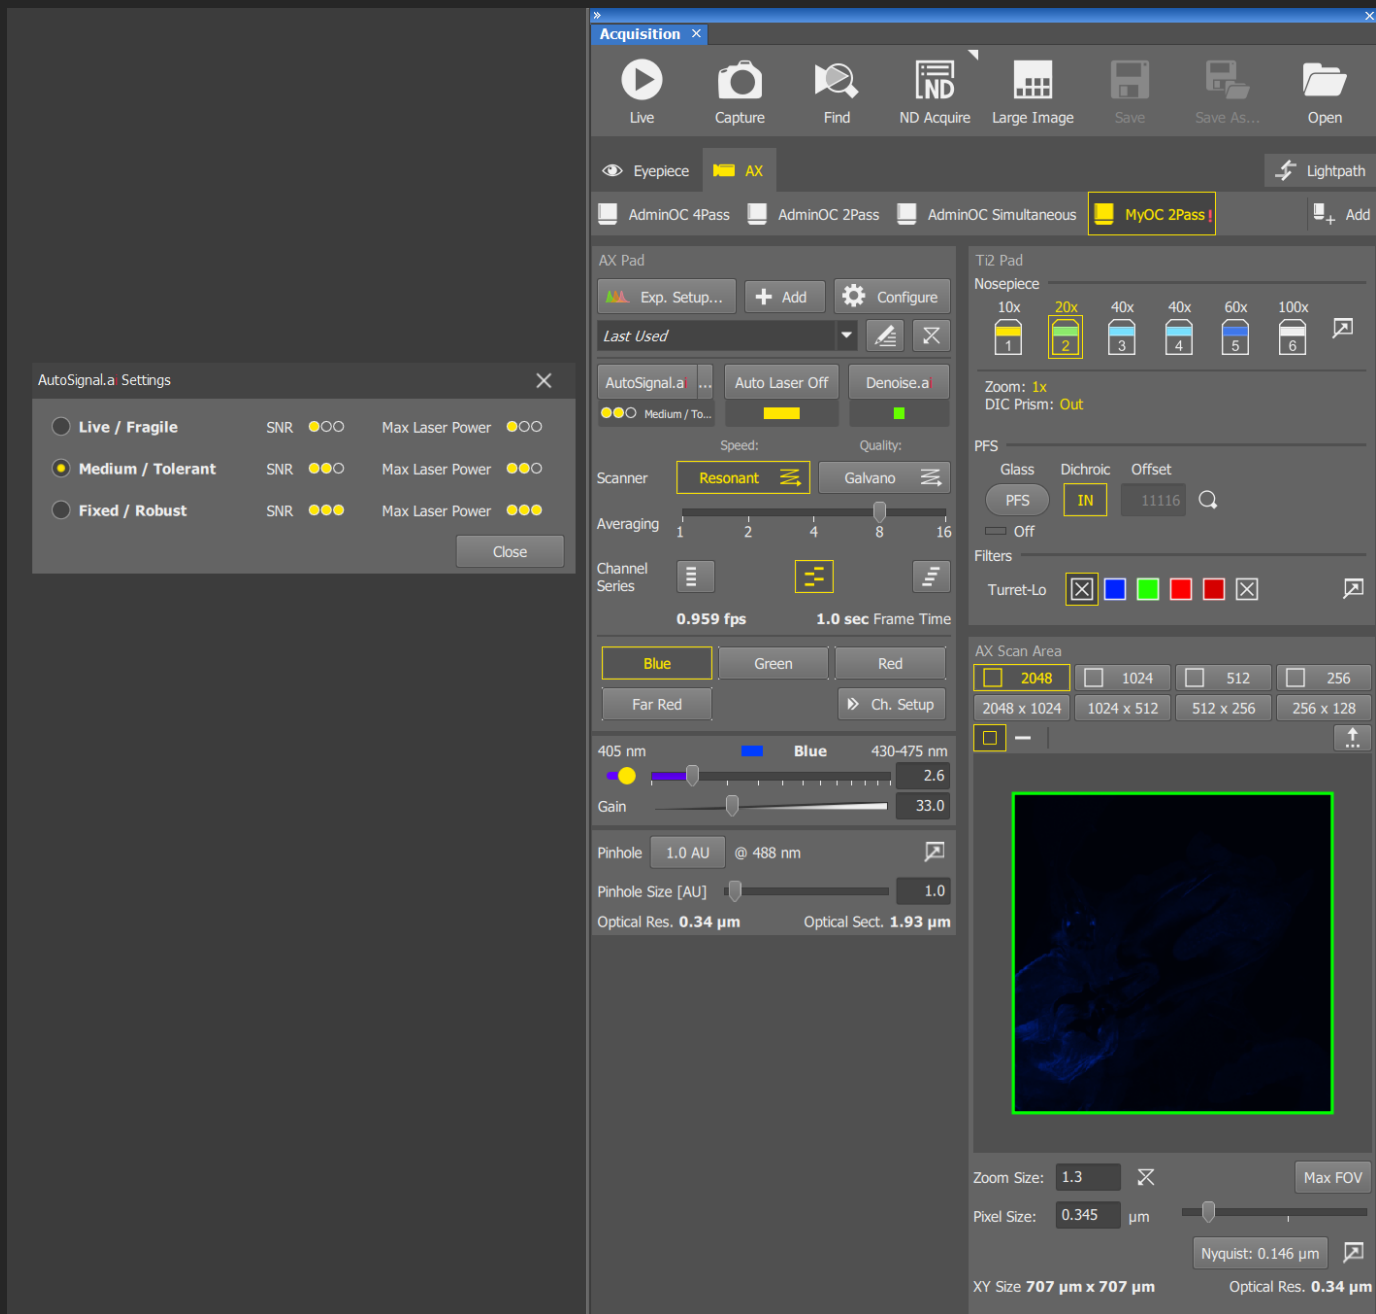 Acquisition
Live
Capture
Find
ND
ND Acquire
Large Image
Save
Save As...
Open
Eyepiece
AX
Lightpath
AdminOC 4Pass
AdminOC 2Pass
AdminOC Simultaneous
MyOC 2Pass !
Add
AX Pad
Exp. Setup...
Add
Configure
Last Used
AutoSignal.ai
...
Auto Laser Off
Denoise.ai
Medium / To...
Speed:
Quality:
Scanner
Resonant
Galvano
Averaging
1 2 4 8 16
Channel
Series
0.959 fps
1.0 sec Frame Time
Blue
Green
Red
Far Red
Ch. Setup
405 nm
Blue
430-475 nm
2.6
Gain
33.0
Pinhole
1.0 AU
@ 488 nm
Pinhole Size [AU]
1.0
Optical Res. 0.34 µm
Optical Sect. 1.93 µm
Ti2 Pad
Nosepiece
10x 20x 40x 40x 60x 100x
1 2 3 4 5 6
Zoom: 1x
DIC Prism: Out
PFS
Glass
Dichroic
Offset
PFS
IN
11116
Off
Filters
Turret-Lo
AX Scan Area
2048
1024
512
256
2048 x 1024
1024 x 512
512 x 256
256 x 128
Zoom Size:
1.3
Max FOV
Pixel Size:
0.345
µm
Nyquist: 0.146 µm
XY Size 707 µm x 707 µm
Optical Res. 0.34 µm
AutoSignal.ai Settings
Live / Fragile
SNR
Max Laser Power
Medium / Tolerant
SNR
Max Laser Power
Fixed / Robust
SNR
Max Laser Power
Close